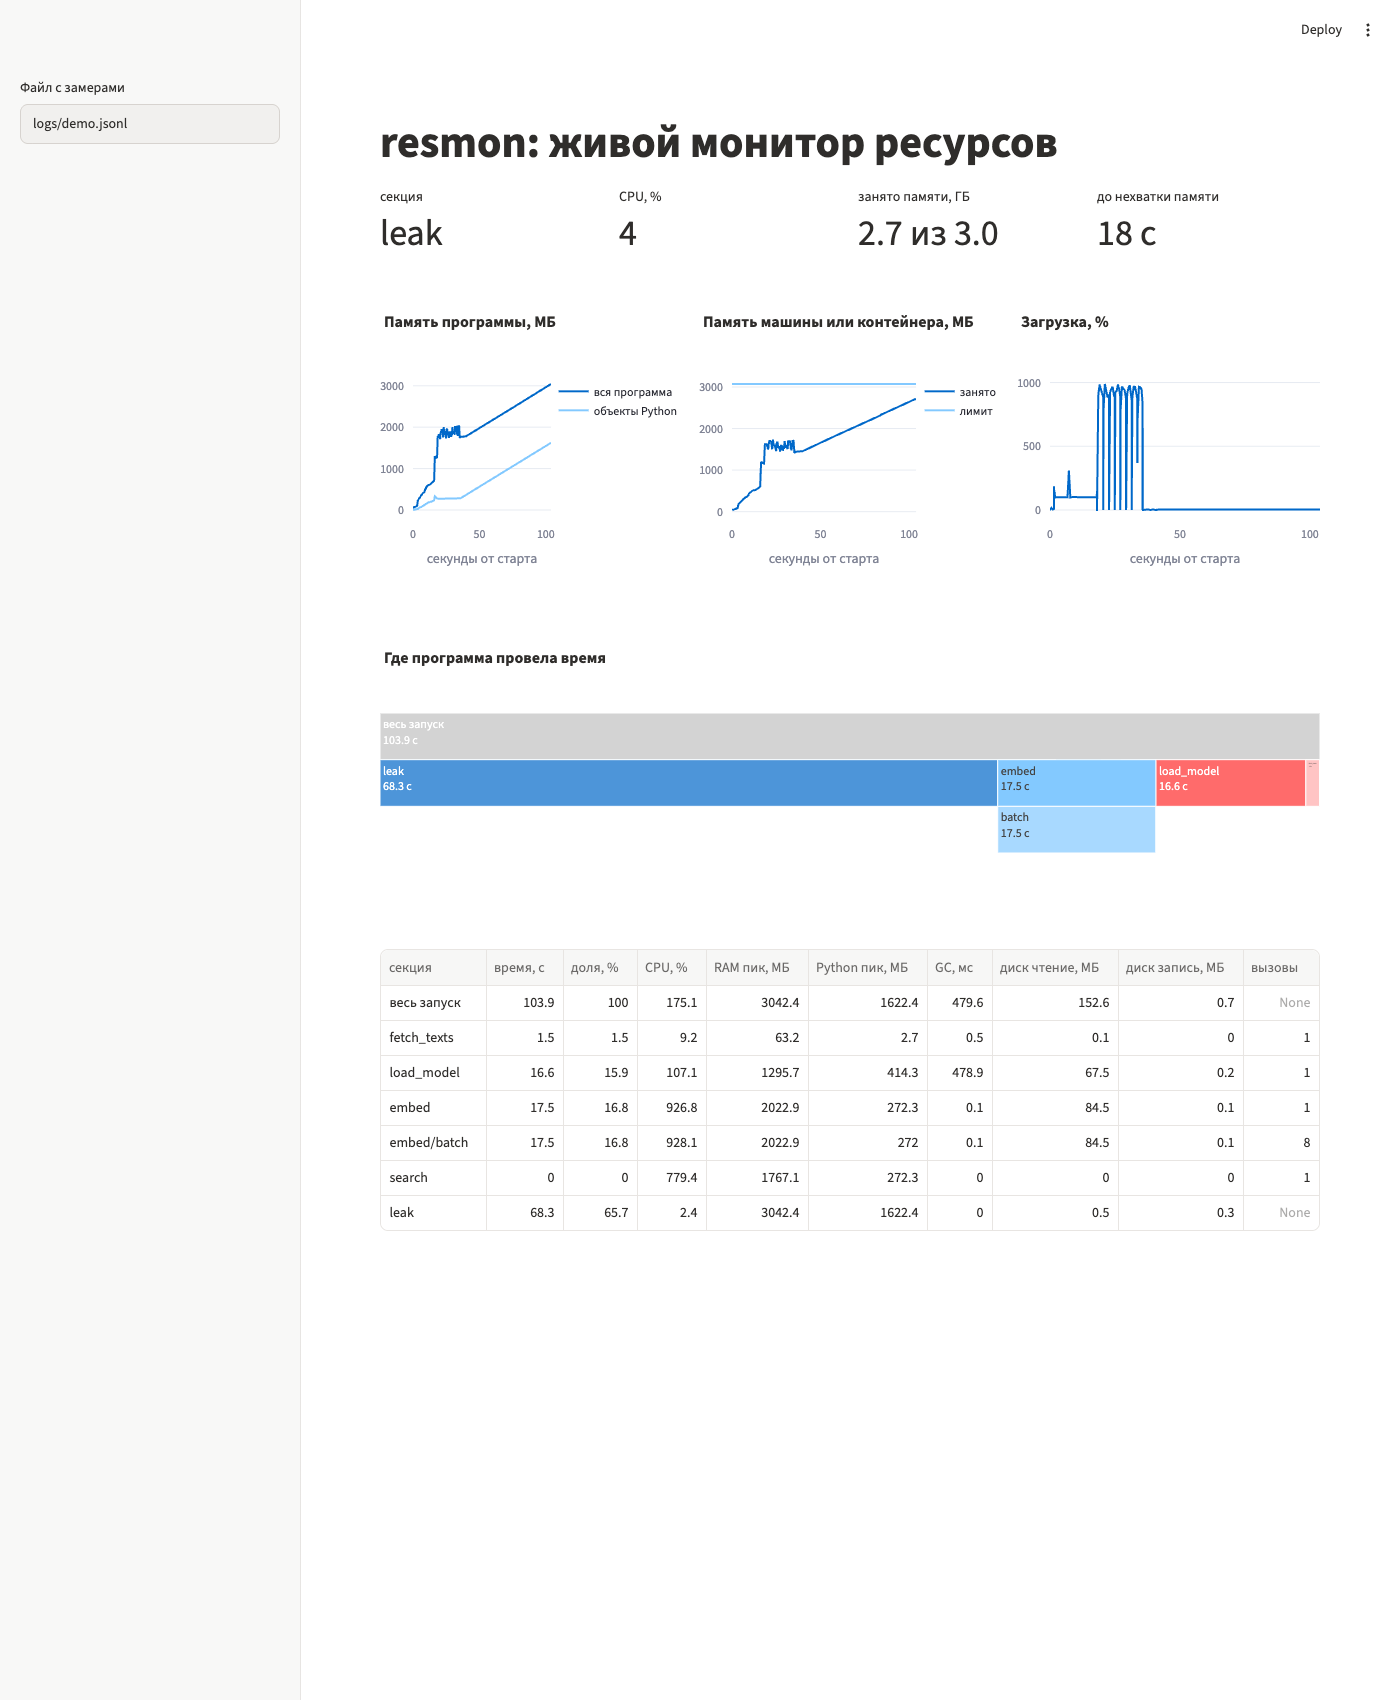 Deploy
Файл с замерами
logs/demo.jsonl
resmon: живой монитор ресурсов
секция CPU, % занято памяти, ГБ до нехватки памяти
leak 4 2.7 из 3.0 18 с
Память программы, МБ
3000
2000
1000
0
0 50 100
секунды от старта
вся программа
объекты Python
Память машины или контейнера, МБ
3000
2000
1000
0
0 50 100
секунды от старта
занято
лимит
Загрузка, %
1000
500
0
0 50 100
секунды от старта
Где программа провела время
весь запуск
103.9 с
leak
68.3 с
embed
17.5 с
load_model
16.6 с
batch
17.5 с
секция время, с доля, % CPU, % RAM пик, МБ Python пик, МБ GC, мс диск чтение, МБ диск запись, МБ вызовы
весь запуск 103.9 100 175.1 3042.4 1622.4 479.6 152.6 0.7 None
fetch_texts 1.5 1.5 9.2 63.2 2.7 0.5 0.1 0 1
load_model 16.6 15.9 107.1 1295.7 414.3 478.9 67.5 0.2 1
embed 17.5 16.8 926.8 2022.9 272.3 0.1 84.5 0.1 1
embed/batch 17.5 16.8 928.1 2022.9 272 0.1 84.5 0.1 8
search 0 0 779.4 1767.1 272.3 0 0 0 1
leak 68.3 65.7 2.4 3042.4 1622.4 0 0.5 0.3 None